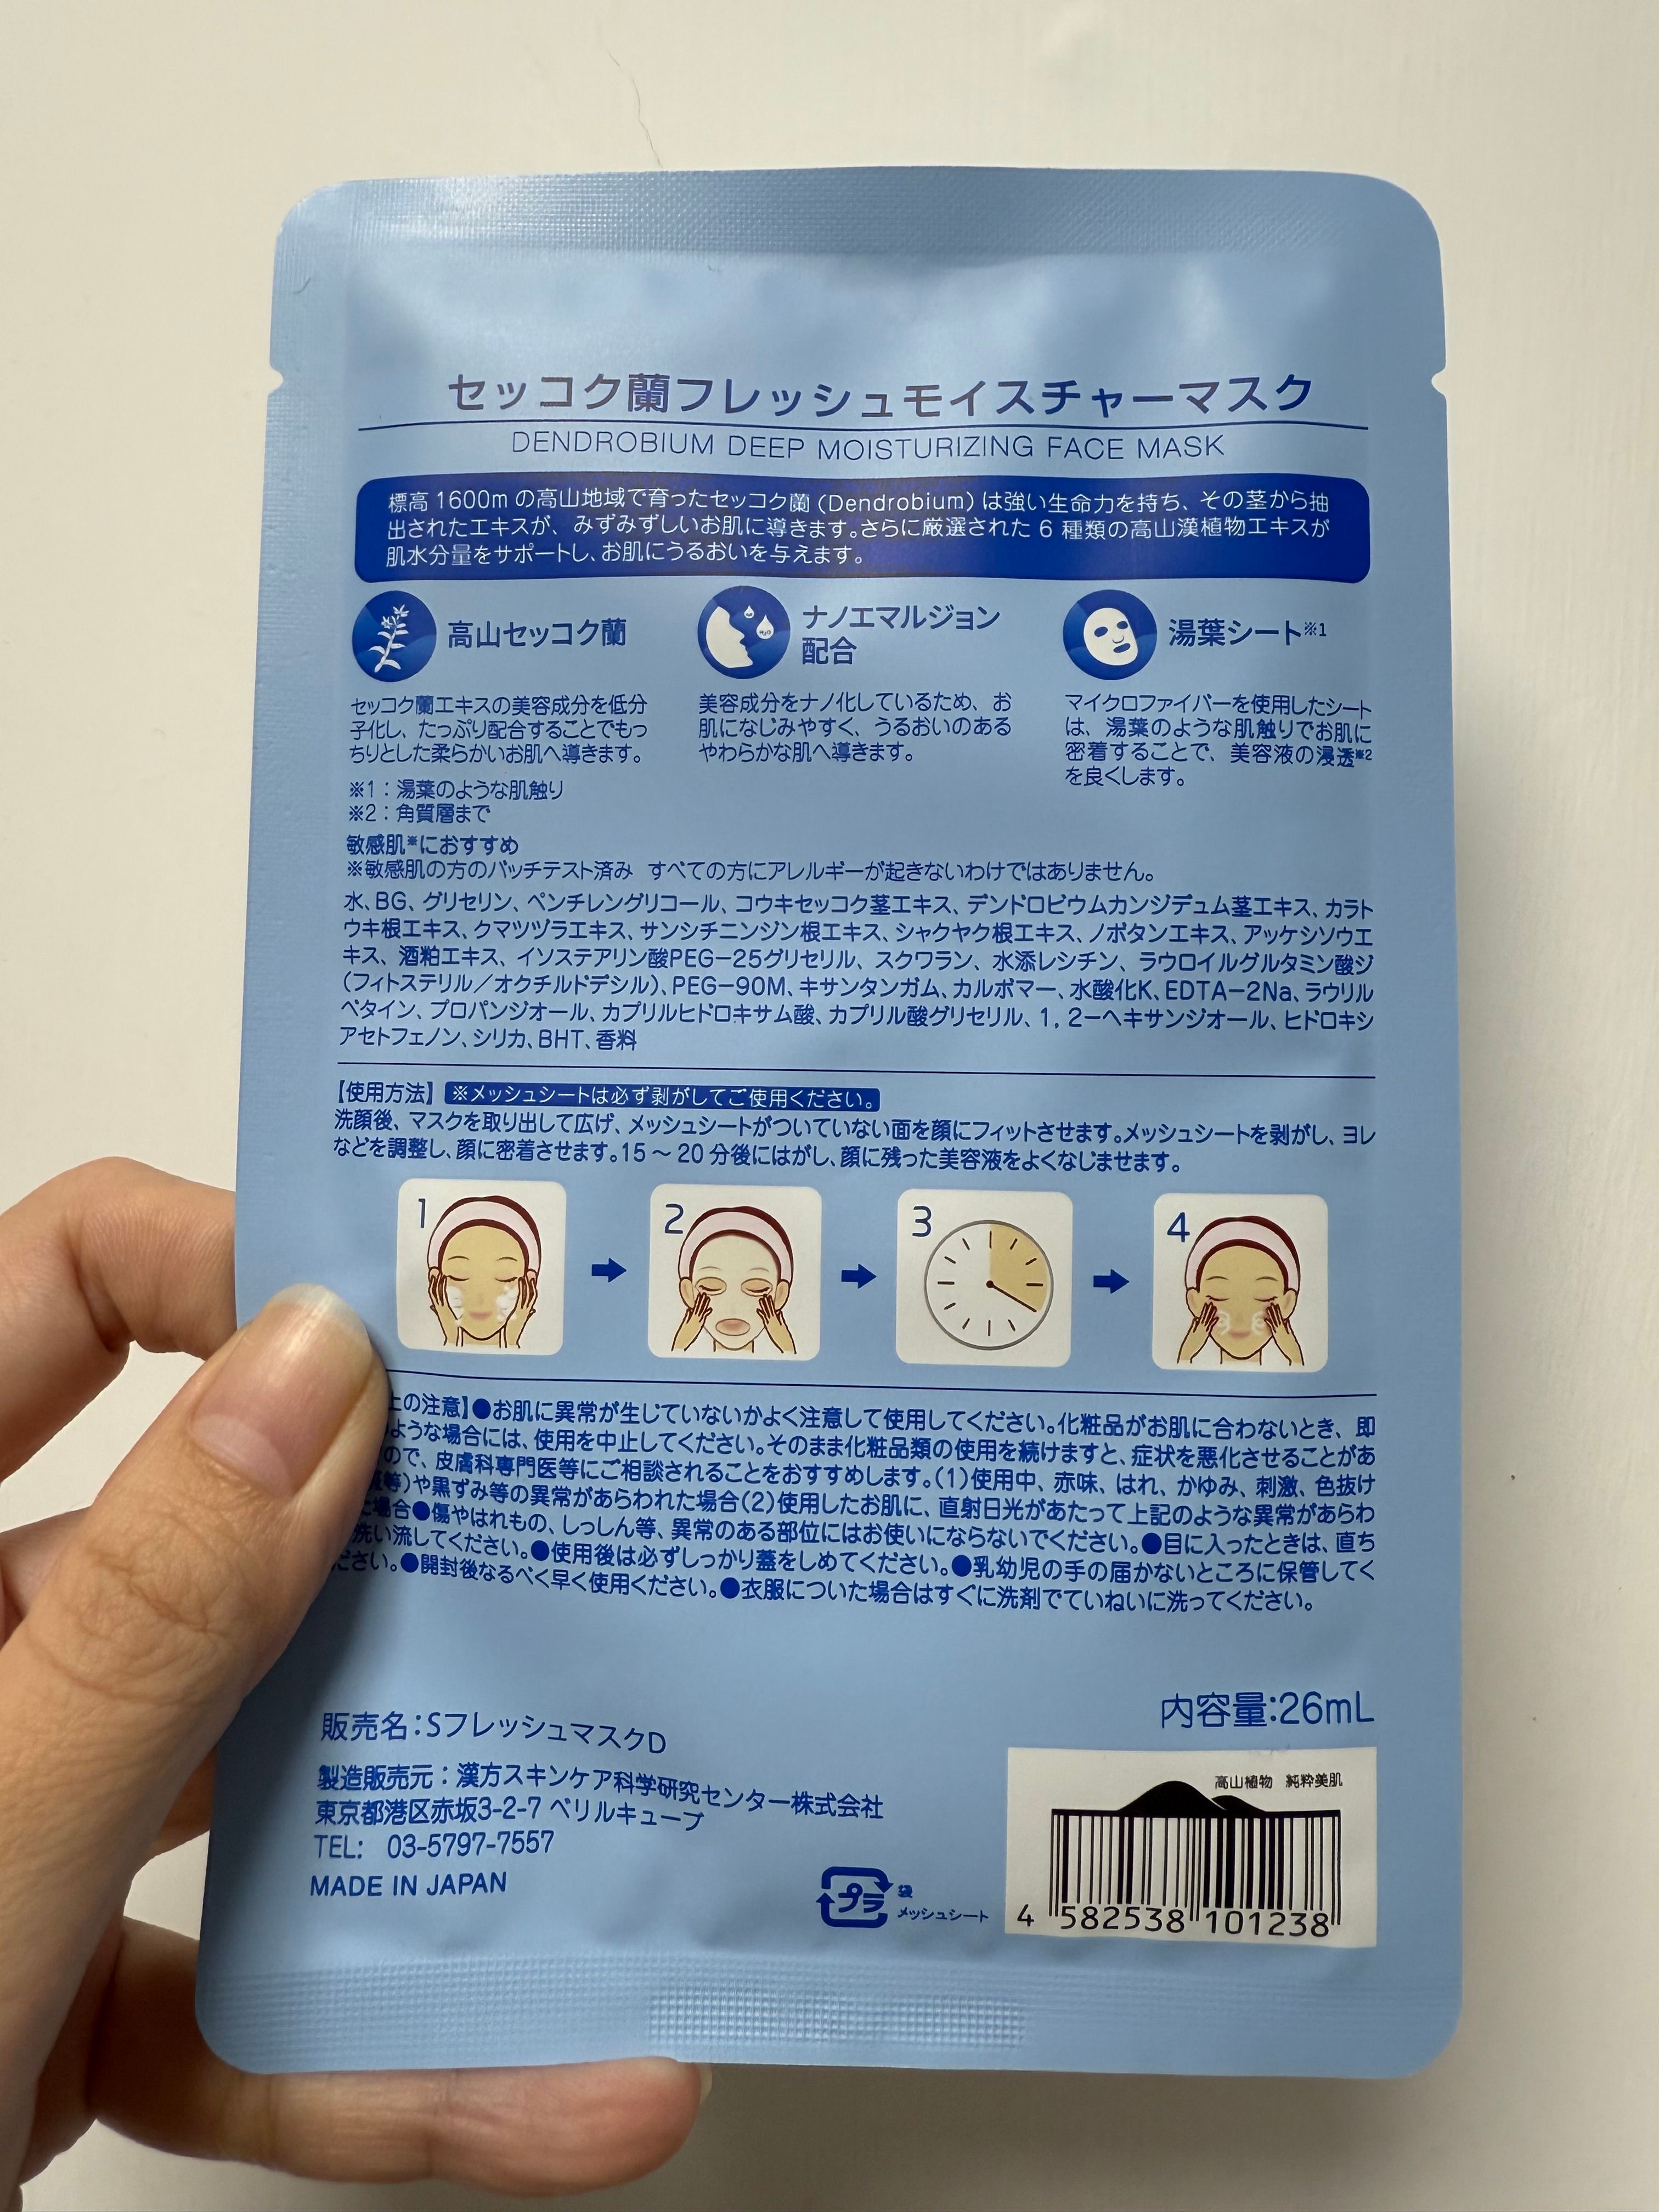 セッコク蘭フレッシュモイスチャーマスク
DENDROBIUM DEEP MOISTURIZING FACE MASK
標高 1600m の高山地域で育ったセッコク蘭 (Dendrobium) は強い生命力を持ち、その茎から抽
出されたエキスが、みずみずしいお肌に導きます。さらに厳選された 6 種類の高山漢植物エキスが
肌水分量をサポートし、お肌にうるおいを与えます。
高山セッコク蘭
セッコク蘭エキスの美容成分を低分
子化し、たっぷり配合することでもっ
ちりとした柔らかいお肌へ導きます。
H₂O
ナノエマルジョン
配合
美容成分をナノ化しているため、お
肌になじみやすく、うるおいのある
やわらかな肌へ導きます。
湯葉シート※1
マイクロファイバーを使用したシート
は、湯葉のような肌触りでお肌に
密着することで、美容液の浸透※2
を良くします。
※1：湯葉のような肌触り
※2：角質層まで
敏感肌※におすすめ
※敏感肌の方のパッチテスト済み すべての方にアレルギーが起きないわけではありません。
水、BG、グリセリン、ペンチレングリコール、コウキセッコク茎エキス、デンドロビウムカンジデュム茎エキス、カラト
ウキ根エキス、クマツヅラエキス、サンシチニンジン根エキス、シャクヤク根エキス、ノボタンエキス、アッケシソウエ
キス、酒粕エキス、イソステアリン酸PEG-25グリセリル、スクワラン、水添レシチン、ラウロイルグルタミン酸ジ
(フィトステリル／オクチルドデシル)、PEG-90M、キサンタンガム、カルボマー、水酸化K、EDTA-2Na、ラウリル
ベタイン、プロパンジオール、カプリルヒドロキサム酸、カプリル酸グリセリル、1, 2-ヘキサンジオール、ヒドロキシ
アセトフェノン、シリカ、BHT、香料
【使用方法】 ※メッシュシートは必ず剥がしてご使用ください。
洗顔後、マスクを取り出して広げ、メッシュシートがついていない面を顔にフィットさせます。メッシュシートを剥がし、ヨレ
などを調整し、顔に密着させます。15 ～ 20 分後にはがし、顔に残った美容液をよくなじませます。
1
2
3
4
上の注意】●お肌に異常が生じていないかよく注意して使用してください。化粧品がお肌に合わないとき、即
ような場合には、使用を中止してください。そのまま化粧品類の使用を続けますと、症状を悪化させることがあ
ので、皮膚科専門医等にご相談されることをおすすめします。(1)使用中、赤味、はれ、かゆみ、刺激、色抜け
等)や黒ずみ等の異常があらわれた場合(2)使用したお肌に、直射日光があたって上記のような異常があらわ
た場合●傷やはれもの、しっしん等、異常のある部位にはお使いにならないでください。●目に入ったときは、直ち
洗い流してください。●使用後は必ずしっかり蓋をしめてください。●乳幼児の手の届かないところに保管してく
ださい。●開封後なるべく早く使用ください。●衣服についた場合はすぐに洗剤でていねいに洗ってください。
内容量:26mL
販売名：SフレッシュマスクD
製造販売元：漢方スキンケア科学研究センター株式会社
東京都港区赤坂3-2-7 ベリルキューブ
TEL: 03-5797-7557
MADE IN JAPAN
プラ
袋
メッシュシート
高山植物 純粋美肌
4 582538 101238